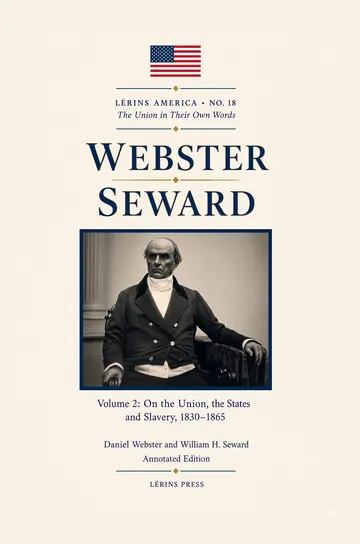 LÉRINS AMERICA • NO. 18
The Union in Their Own Words
WEBSTER
SEWARD
Volume 2: On the Union, the States
and Slavery, 1830–1865
Daniel Webster and William H. Seward
Annotated Edition
LÉRINS PRESS